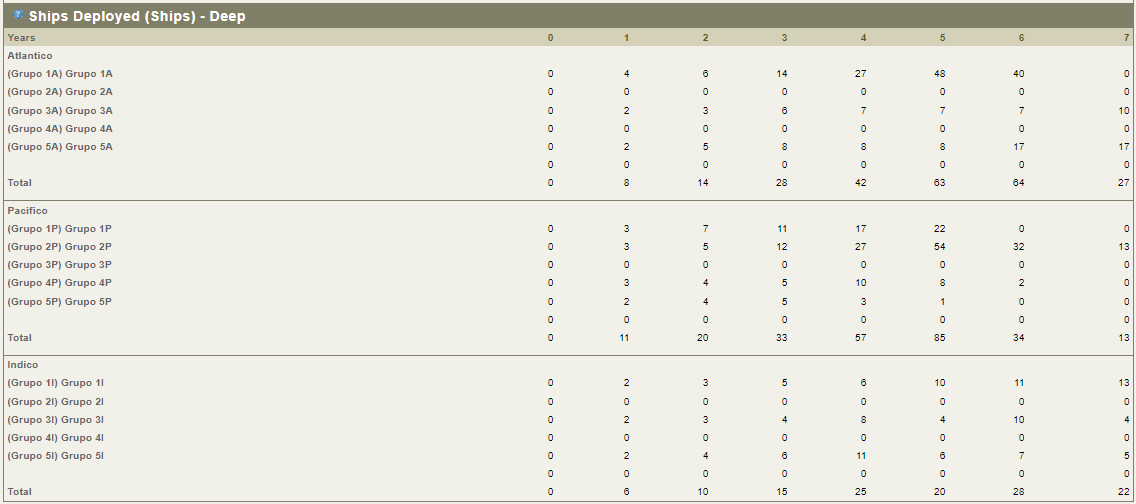 Ships Deployed (Ships) - Deep
Years 0 1 2 3 4 5 6 7
Atlantico
(Grupo 1A) Grupo 1A 0 4 6 14 27 48 40 0
(Grupo 2A) Grupo 2A 0 0 0 0 0 0 0 0
(Grupo 3A) Grupo 3A 0 2 3 6 7 7 7 10
(Grupo 4A) Grupo 4A 0 0 0 0 0 0 0 0
(Grupo 5A) Grupo 5A 0 2 5 8 8 8 17 17
0 0 0 0 0 0 0 0
Total 0 8 14 28 42 63 64 27
Pacifico
(Grupo 1P) Grupo 1P 0 3 7 11 17 22 0 0
(Grupo 2P) Grupo 2P 0 3 5 12 27 54 32 13
(Grupo 3P) Grupo 3P 0 0 0 0 0 0 0 0
(Grupo 4P) Grupo 4P 0 3 4 5 10 8 2 0
(Grupo 5P) Grupo 5P 0 2 4 5 3 1 0 0
0 0 0 0 0 0 0 0
Total 0 11 20 33 57 85 34 13
Indico
(Grupo 1I) Grupo 1I 0 2 3 5 6 10 11 13
(Grupo 2I) Grupo 2I 0 0 0 0 0 0 0 0
(Grupo 3I) Grupo 3I 0 2 3 4 8 4 10 4
(Grupo 4I) Grupo 4I 0 0 0 0 0 0 0 0
(Grupo 5I) Grupo 5I 0 2 4 6 11 6 7 5
0 0 0 0 0 0 0 0
Total 0 6 10 15 25 20 28 22